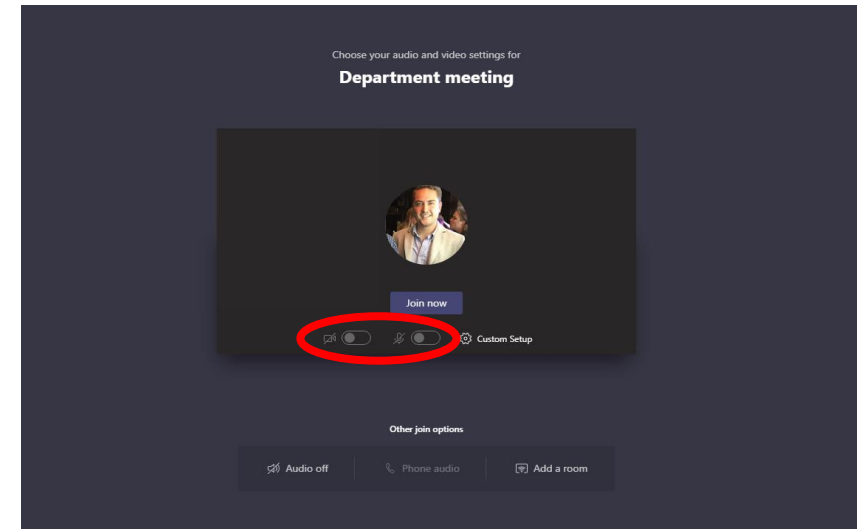 Choose your audio and video settings for
Department meeting
Join now
Custom Setup
Other join options
Audio off
Phone audio
Add a room